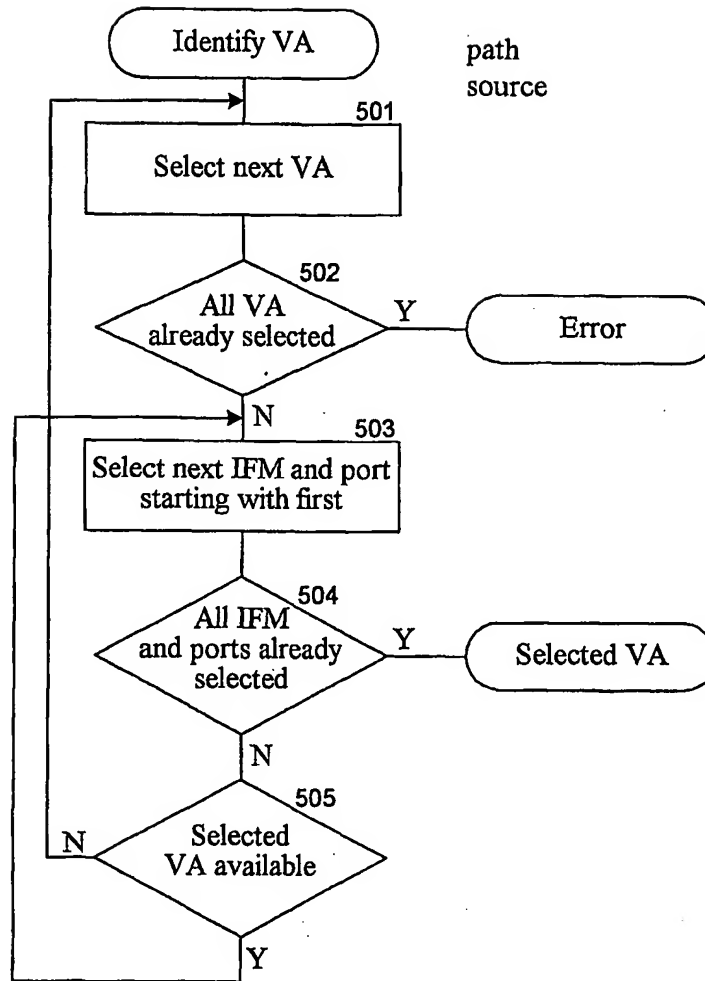 Identify VA
path
source
501
Select next VA
502
All VA
already selected
Y
Error
N
503
Select next IFM and port
starting with first
504
All IFM
and ports already
selected
Y
Selected VA
N
505
Selected
VA available
N
Y